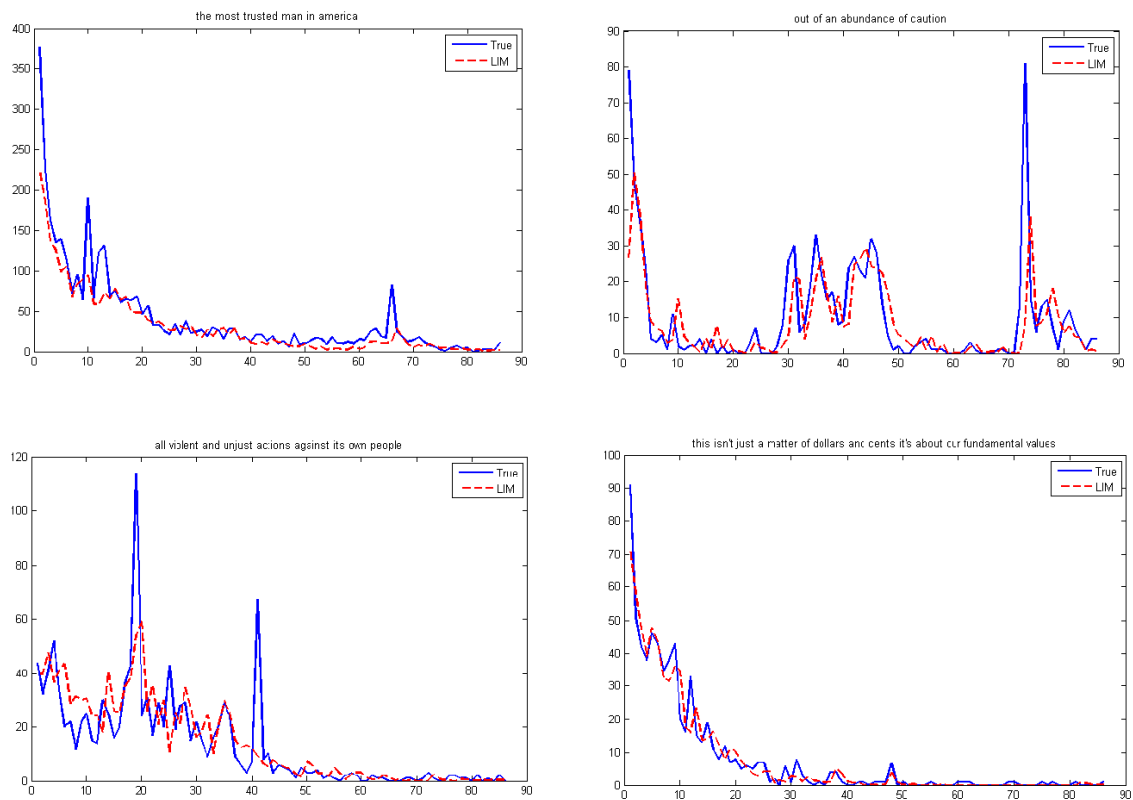 the most trusted man in america
400
350
300
250
200
150
100
50
0
True
LIM
0 10 20 30 40 50 60 70 80 90
out of an abundance of caution
90
80
70
60
50
40
30
20
10
0
True
LIM
0 10 20 30 40 50 60 70 80 90
all violent and unjust actions against its own people
120
100
80
60
40
20
0
True
LIM
0 10 20 30 40 50 60 70 80 90
this isn't just a matter of dollars and cents it's about our fundamental values
100
90
80
70
60
50
40
30
20
10
0
True
LIM
0 10 20 30 40 50 60 70 80 90